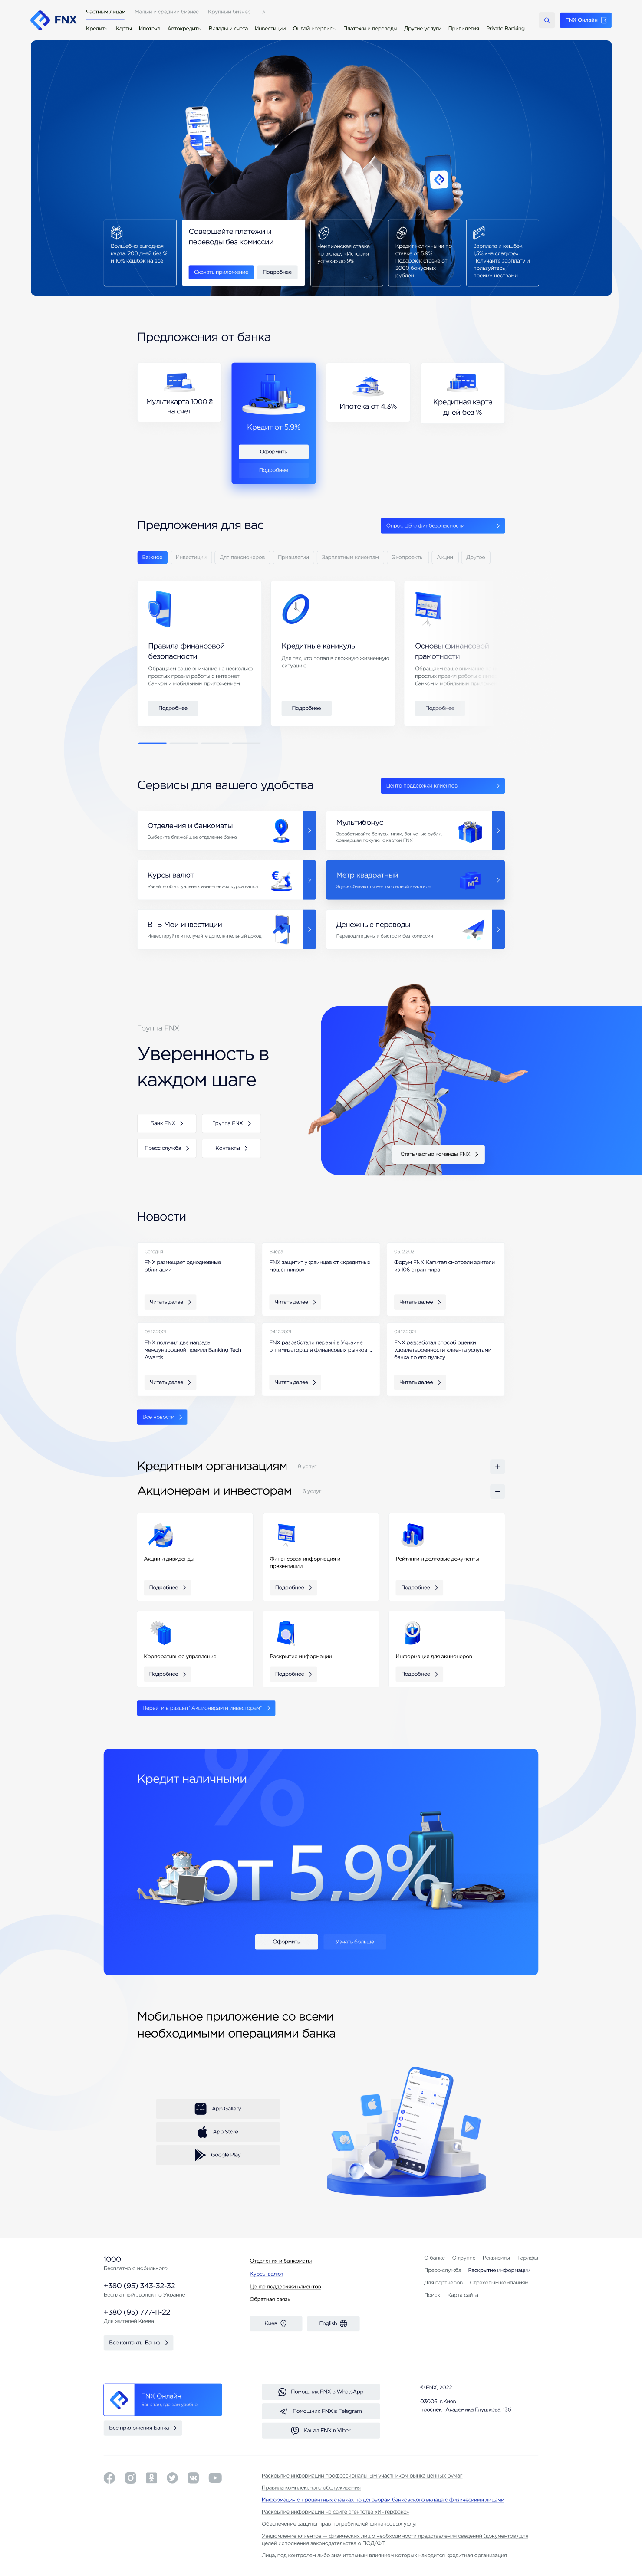 FNX
Частным лицам Малый и средний бизнес Крупный бизнес
Кредиты Карты Ипотека Автокредиты Вклады и счета Инвестиции Онлайн-сервисы Платежи и переводы Другие услуги Привилегия Private Banking
FNX Онлайн
Волшебно выгодная
карта. 200 дней без %
и 10% кешбэк на всё
Совершайте платежи и
переводы без комиссии
Скачать приложение Подробнее
Чемпионская ставка
по вкладу «История
успеха» до 9%
Кредит наличными по
ставке от 5.9%.
Подарок к ставке от
3000 бонусных
рублей
Зарплата и кешбэк
1,5% «на сладкое».
Получайте зарплату и
пользуйтесь
преимуществами
Предложения от банка
Мультикарта 1000 ₴
на счет
Кредит от 5.9%
Оформить
Подробнее
Ипотека от 4.3%
Кредитная карта
дней без %
Предложения для вас
Опрос ЦБ о финбезопасности
Важное Инвестиции Для пенсионеров Привилегии Зарплатным клиентам Экопроекты Акции Другое
Правила финансовой
безопасности
Обращаем ваше внимание на несколько
простых правил работы с интернет-
банком и мобильным приложением
Подробнее
Кредитные каникулы
Для тех, кто попал в сложную жизненную
ситуацию
Подробнее
Основы финансовой
грамотности
Обращаем ваше внимание
простых правил работы с
банком и мобильным
Подробнее
Сервисы для вашего удобства
Центр поддержки клиентов
Отделения и банкоматы
Выберите ближайшее отделение банка
Мультибонус
Зарабатывайте бонусы, мили, бонусные рубли,
совершая покупки с картой FNX
Курсы валют
Узнайте об актуальных изменениях курса валют
Метр квадратный
Здесь сбываются мечты о новой квартире
ВТБ Мои инвестиции
Инвестируйте и получайте дополнительный доход
Денежные переводы
Переводите деньги быстро и без комиссии
Группа FNX
Уверенность в
каждом шаге
Банк FNX Группа FNX
Пресс служба Контакты
Стать частью команды FNX
Новости
Сегодня
FNX размещает однодневные
облигации
Читать далее
Вчера
FNX защитит украинцев от «кредитных
мошенников»
Читать далее
05.12.2021
Форум FNX Капитал смотрели зрители
из 106 стран мира
Читать далее
05.12.2021
FNX получил две награды
международной премии Banking Tech
Awards
Читать далее
04.12.2021
FNX разработали первый в Украине
оптимизатор для финансовых рынков ...
Читать далее
04.12.2021
FNX разработал способ оценки
удовлетворенности клиента услугами
банка по его пульсу ...
Читать далее
Все новости
Кредитным организациям 9 услуг
Акционерам и инвесторам 6 услуг
Акции и дивиденды
Подробнее
Финансовая информация и
презентации
Подробнее
Рейтинги и долговые документы
Подробнее
Корпоративное управление
Подробнее
Раскрытие информации
Подробнее
Информация для акционеров
Подробнее
Перейти в раздел "Акционерам и инвесторам"
%
Кредит наличными
от 5.9%
Оформить Узнать больше
Мобильное приложение со всеми
необходимыми операциями банка
App Gallery
App Store
Google Play
1000
Бесплатно с мобильного
+380 (95) 343-32-32
Бесплатный звонок по Украине
+380 (95) 777-11-22
Для жителей Киева
Все контакты Банка
Отделения и банкоматы
Курсы валют
Центр поддержки клиентов
Обратная связь
Киев English
О банке О группе Реквизиты Тарифы
Пресс-служба Раскрытие информации
Для партнеров Страховым компаниям
Поиск Карта сайта
FNX Онлайн
Банк там, где вам удобно
Все приложения Банка
Помощник FNX в WhatsApp
Помощник FNX в Telegram
Канал FNX в Viber
© FNX, 2022
03006, г.Киев
проспект Академика Глушкова, 13б
Раскрытие информации профессиональным участником рынка ценных бумаг
Правила комплексного обслуживания
Информация о процентных ставках по договорам банковского вклада с физическими лицами
Раскрытие информации на сайте агентства «Интерфакс»
Обеспечение защиты прав потребителей финансовых услуг
Уведомление клиентов — физических лиц о необходимости представления сведений (документов) для
целей исполнения законодательства о ПОД/ФТ
Лица, под контролем либо значительным влиянием которых находится кредитная организация